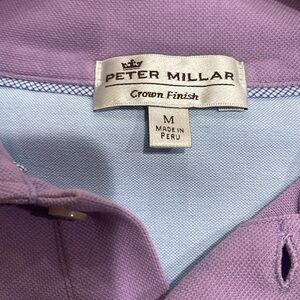 PETER MILLAR
Crown Finish
M
MADE IN
PERU